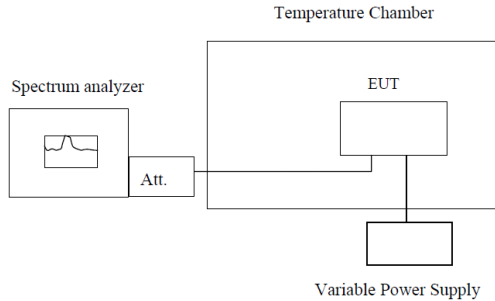 Temperature Chamber
Spectrum analyzer
EUT
Att.
Variable Power Supply